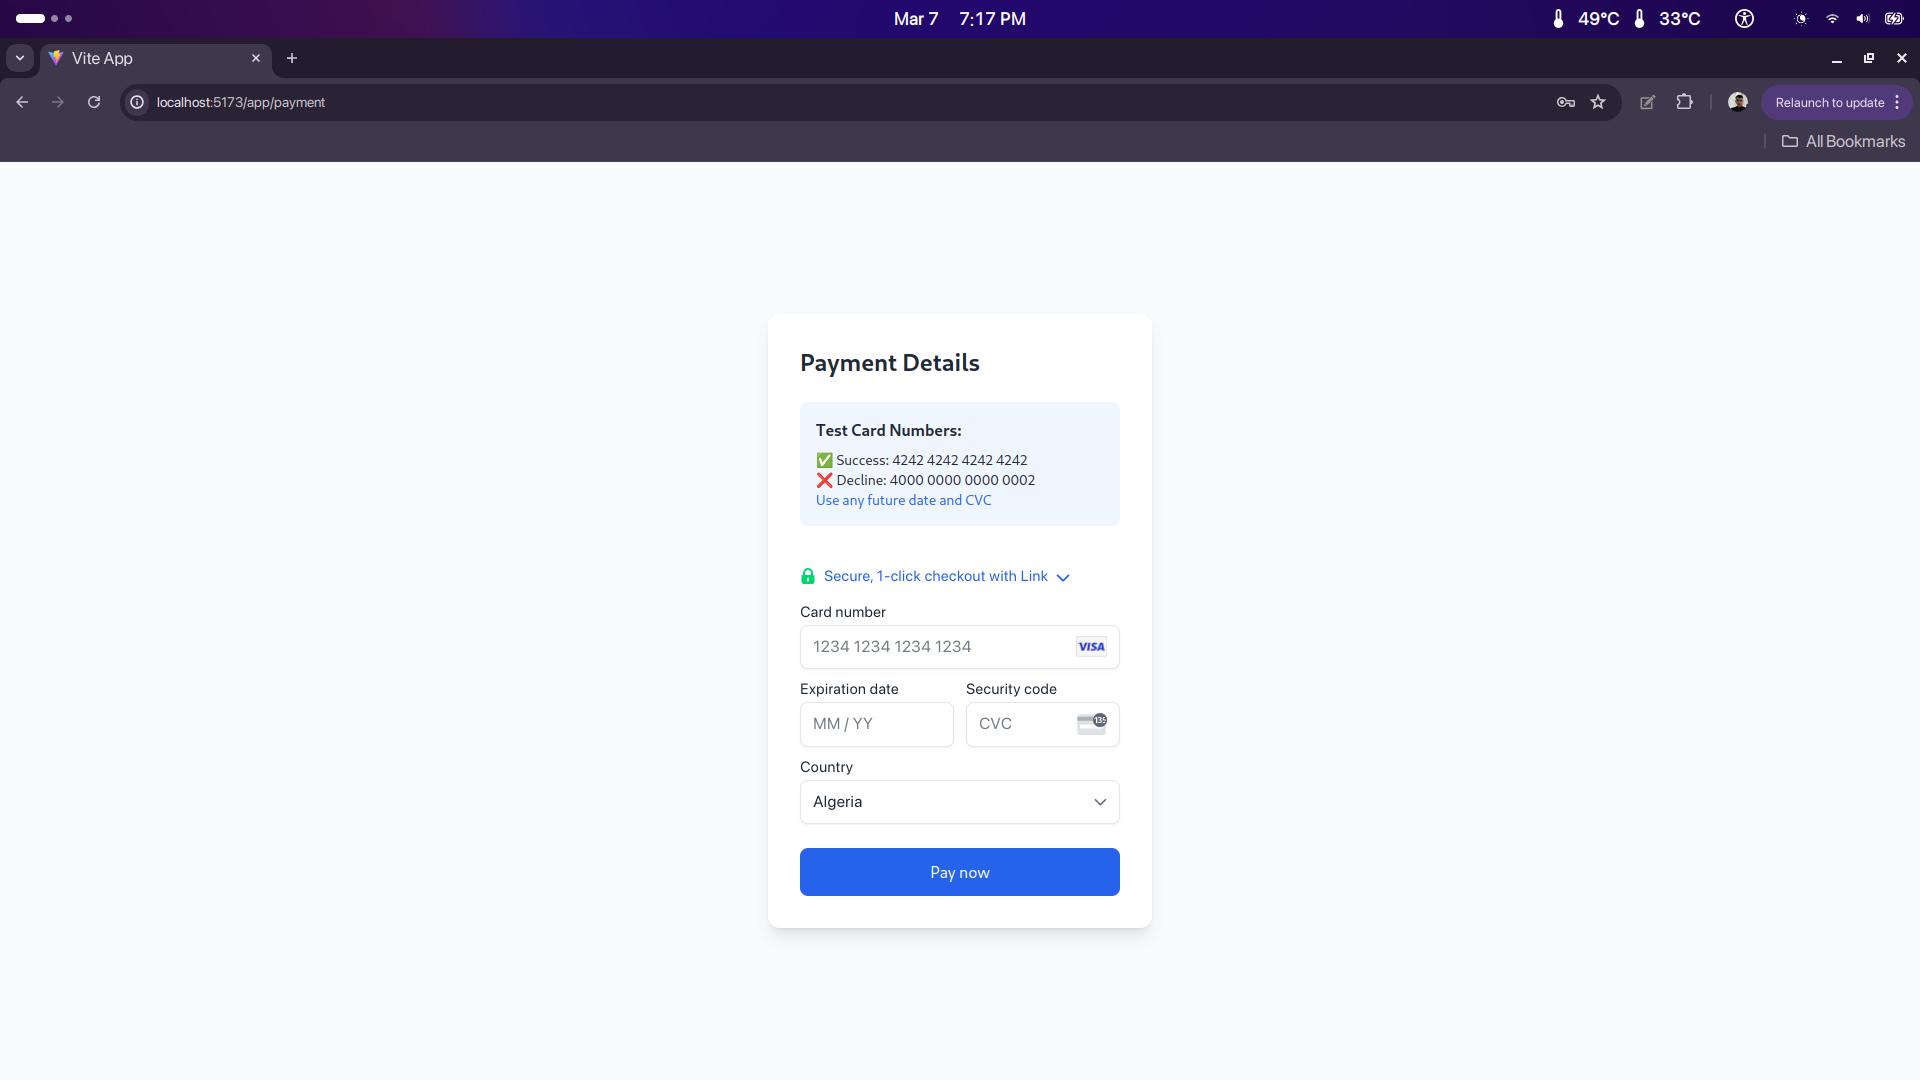 Mar 7 7:17 PM
49°C 33°C
Vite App
localhost:5173/app/payment
Relaunch to update
All Bookmarks
Payment Details
Test Card Numbers:
✅ Success: 4242 4242 4242 4242
❌ Decline: 4000 0000 0000 0002
Use any future date and CVC
Secure, 1-click checkout with Link
Card number
1234 1234 1234 1234 VISA
Expiration date Security code
MM / YY CVC 135
Country
Algeria
Pay now